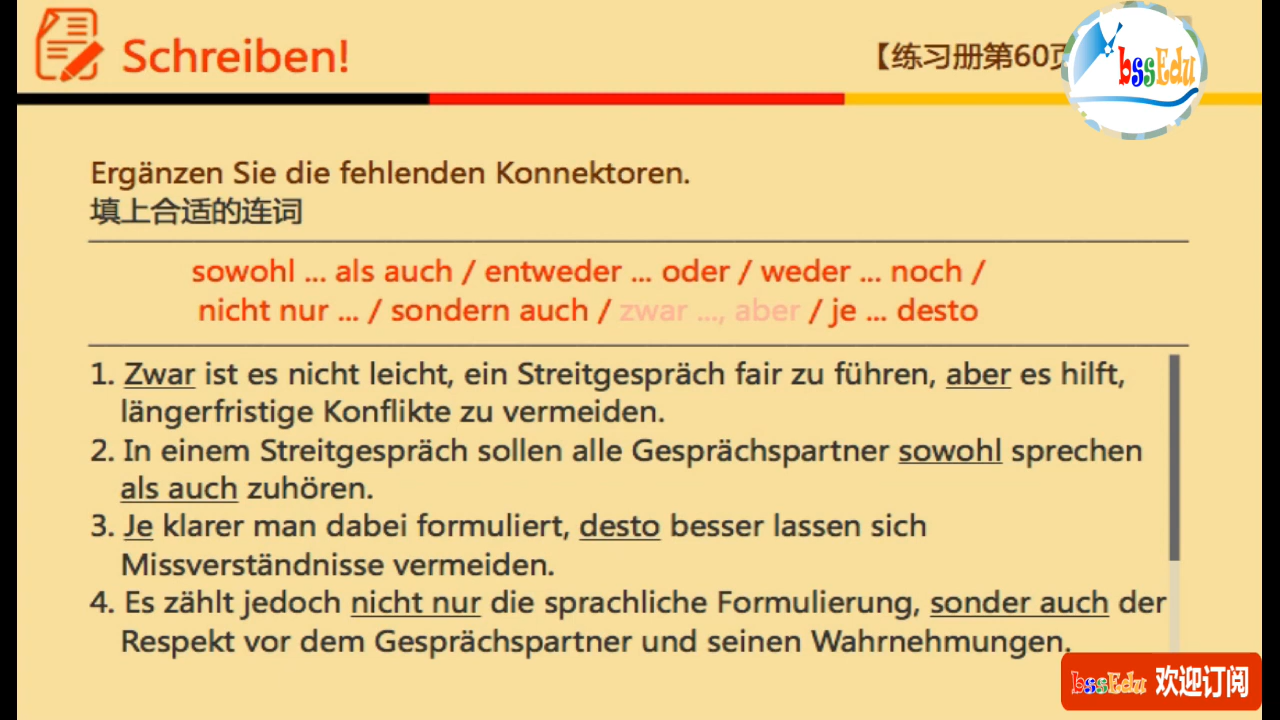 Schreiben!
【练习册第60页
bssEdu
Ergänzen Sie die fehlenden Konnektoren.
填上合适的连词
sowohl ... als auch / entweder ... oder / weder ... noch /
nicht nur ... / sondern auch / zwar ..., aber / je ... desto
1. Zwar ist es nicht leicht, ein Streitgespräch fair zu führen, aber es hilft,
längerfristige Konflikte zu vermeiden.
2. In einem Streitgespräch sollen alle Gesprächspartner sowohl sprechen
als auch zuhören.
3. Je klarer man dabei formuliert, desto besser lassen sich
Missverständnisse vermeiden.
4. Es zählt jedoch nicht nur die sprachliche Formulierung, sonder auch der
Respekt vor dem Gesprächspartner und seinen Wahrnehmungen.
bssEdu 欢迎订阅